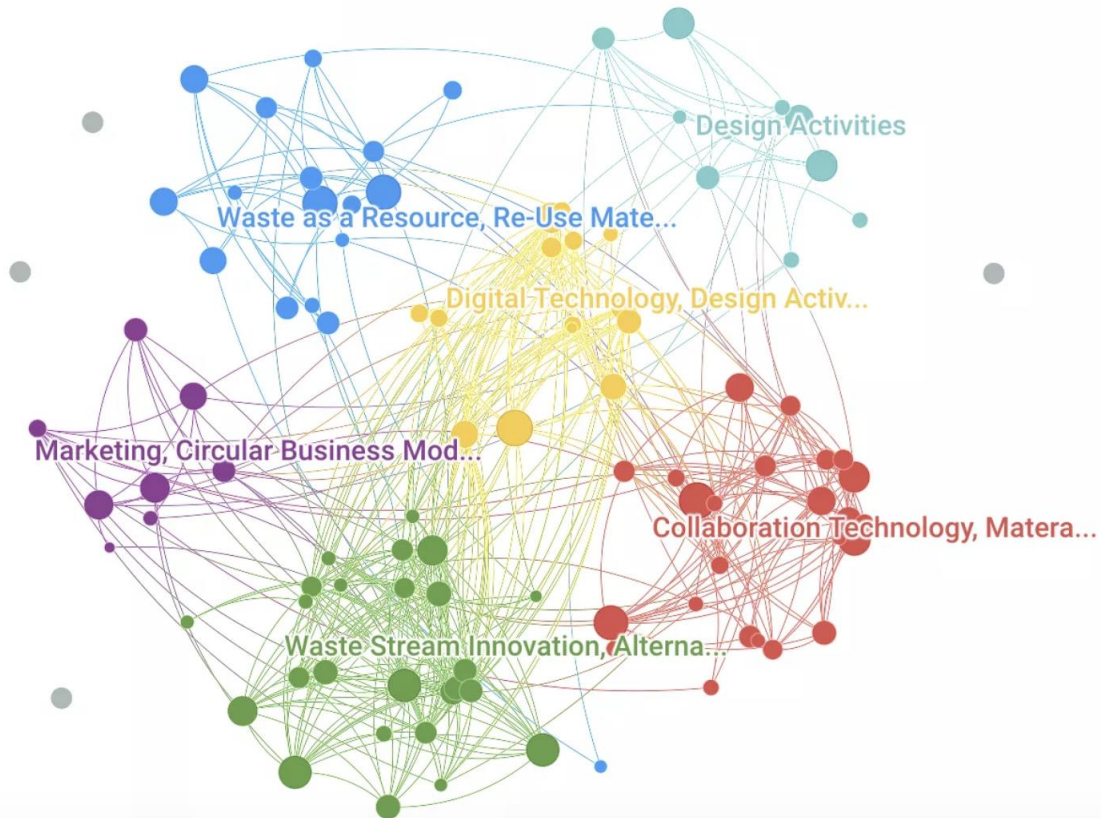 Design Activities
Waste as a Resource, Re-Use Mate...
Digital Technology, Design Activ...
Marketing, Circular Business Mod...
Collaboration Technology, Matera...
Waste Stream Innovation, Alterna...